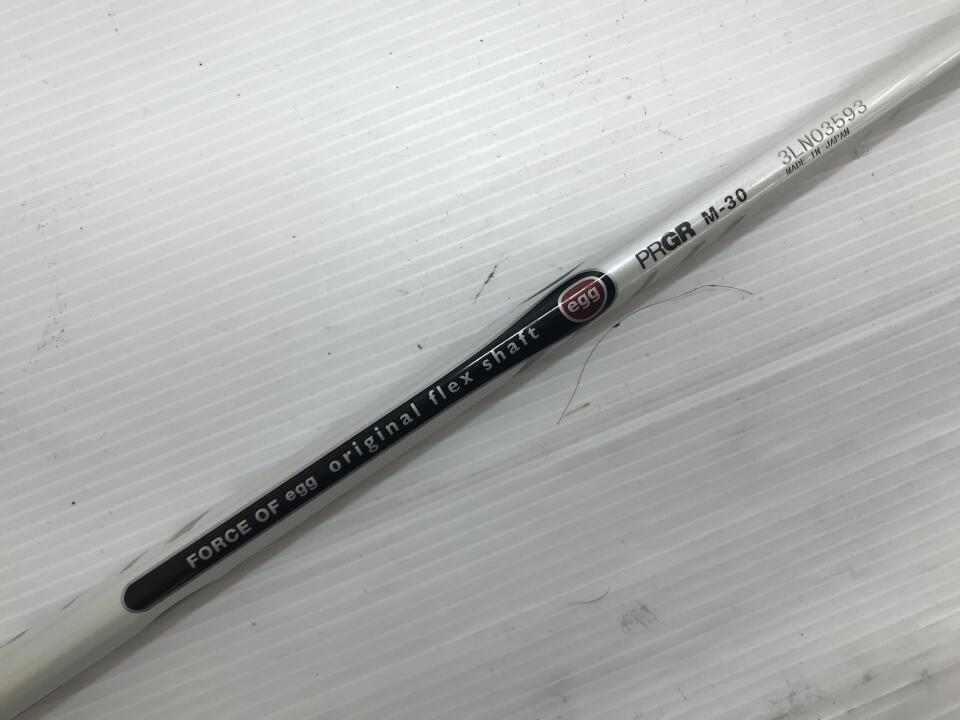 FORCE OF egg original flex shaft
egg
PRGR M-30
3LN03593
MADE IN JAPAN